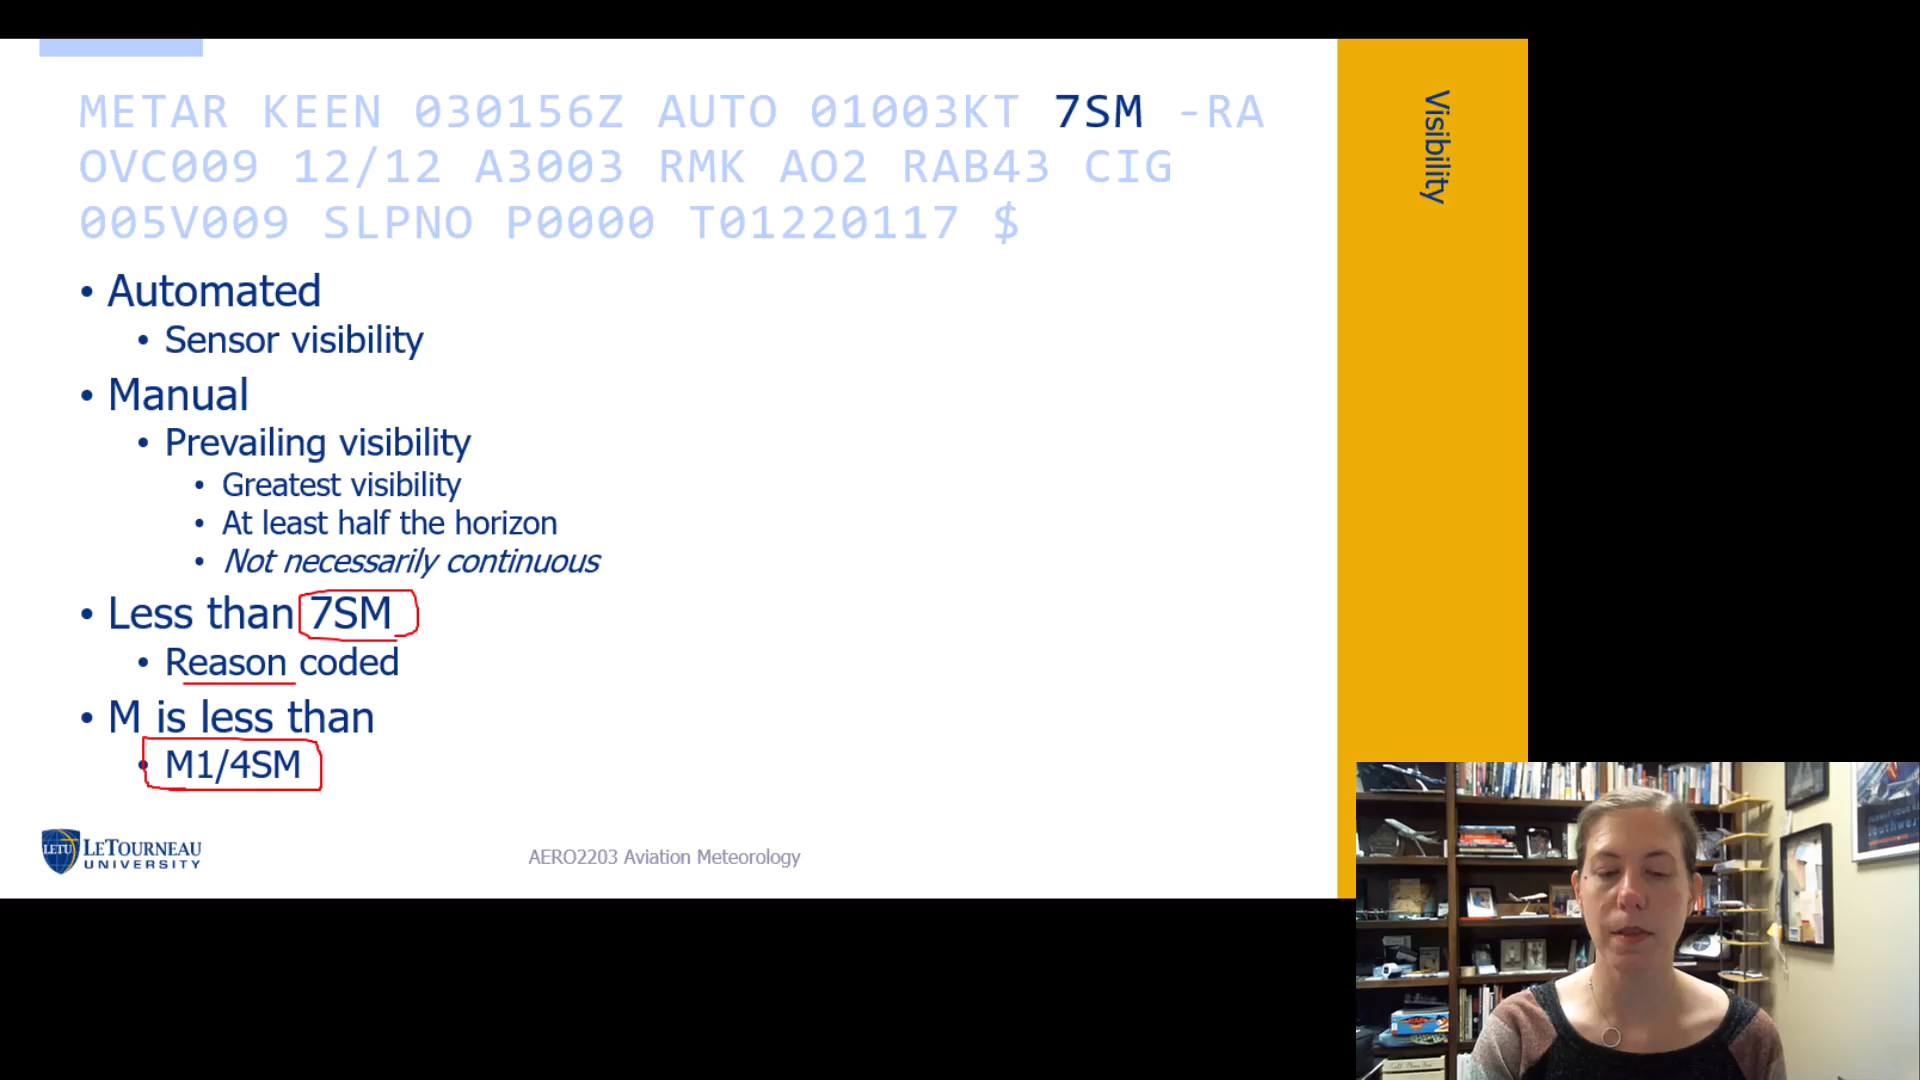 METAR KEEN 030156Z AUTO 01003KT 7SM -RA
OVC009 12/12 A3003 RMK AO2 RAB43 CIG
005V009 SLPNO P0000 T01220117 $
Visibility
• Automated
• Sensor visibility
• Manual
• Prevailing visibility
• Greatest visibility
• At least half the horizon
• Not necessarily continuous
• Less than 7SM
• Reason coded
• M is less than
• M1/4SM
LETU
LETOURNEAU
UNIVERSITY
AERO2203 Aviation Meteorology